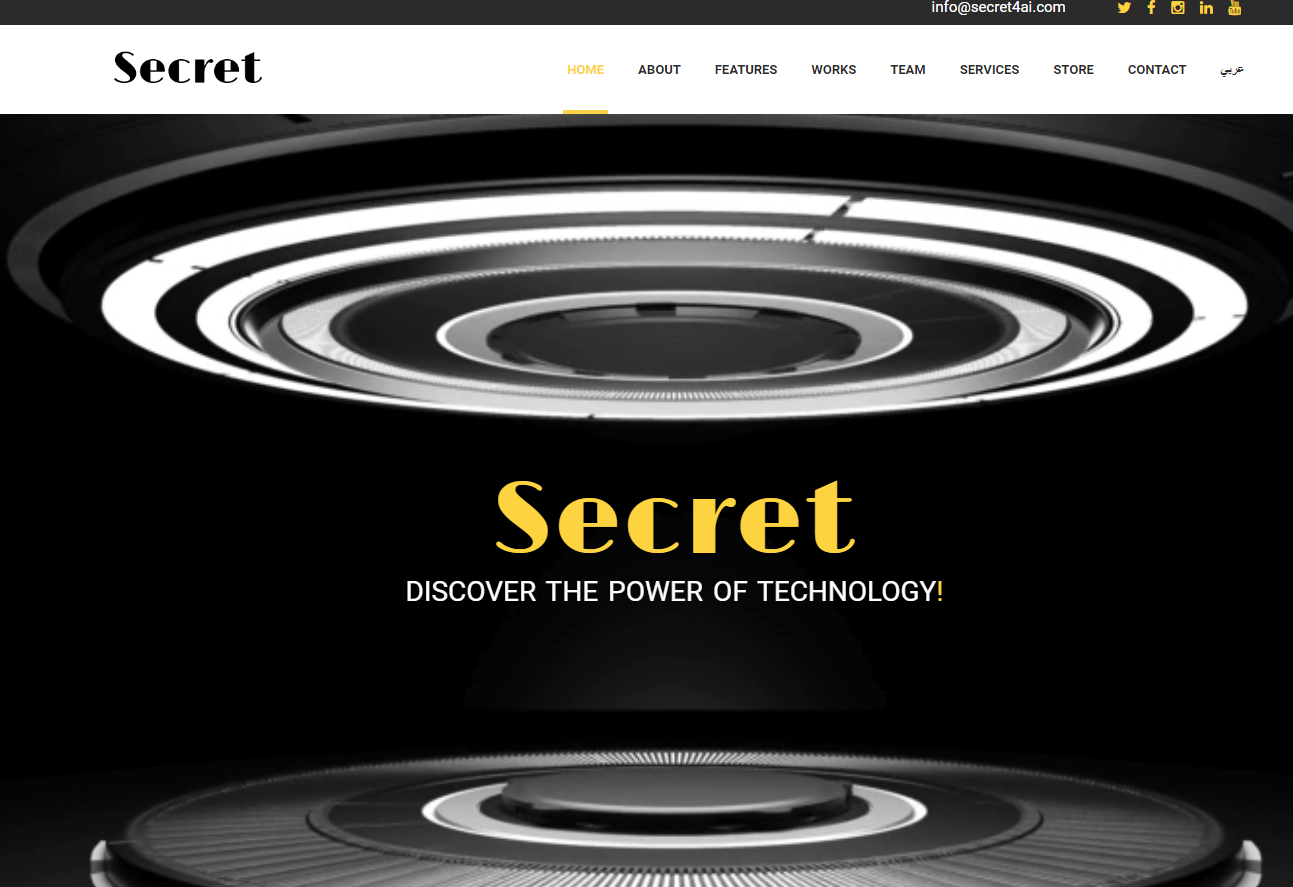 info@secret4ai.com
Secret
HOME ABOUT FEATURES WORKS TEAM SERVICES STORE CONTACT عربي
Secret
DISCOVER THE POWER OF TECHNOLOGY!